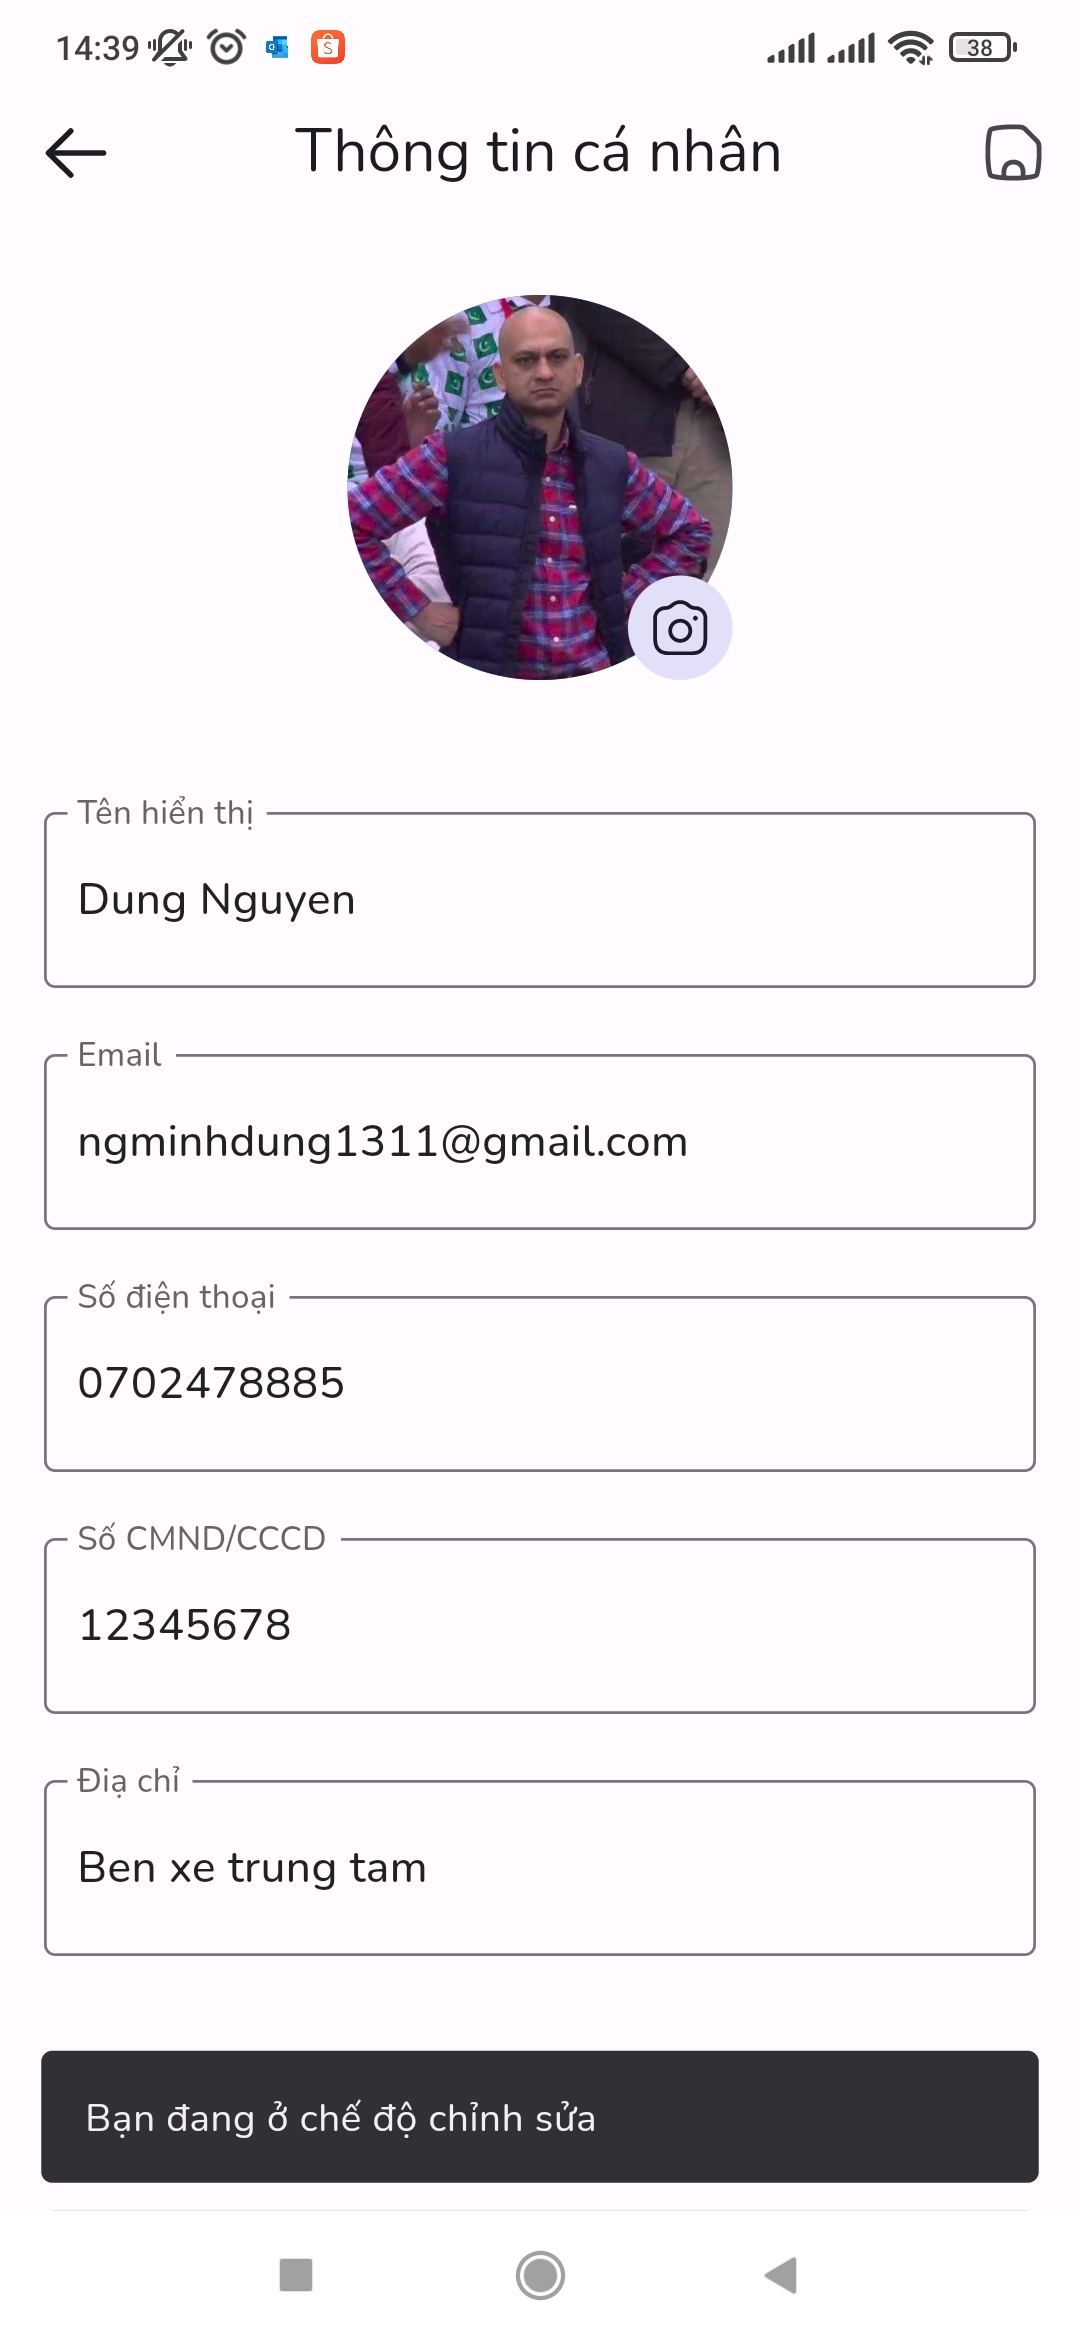 14:39
38
Thông tin cá nhân
Tên hiển thị
Dung Nguyen
Email
ngminhdung1311@gmail.com
Số điện thoại
0702478885
Số CMND/CCCD
12345678
Địa chỉ
Ben xe trung tam
Bạn đang ở chế độ chỉnh sửa